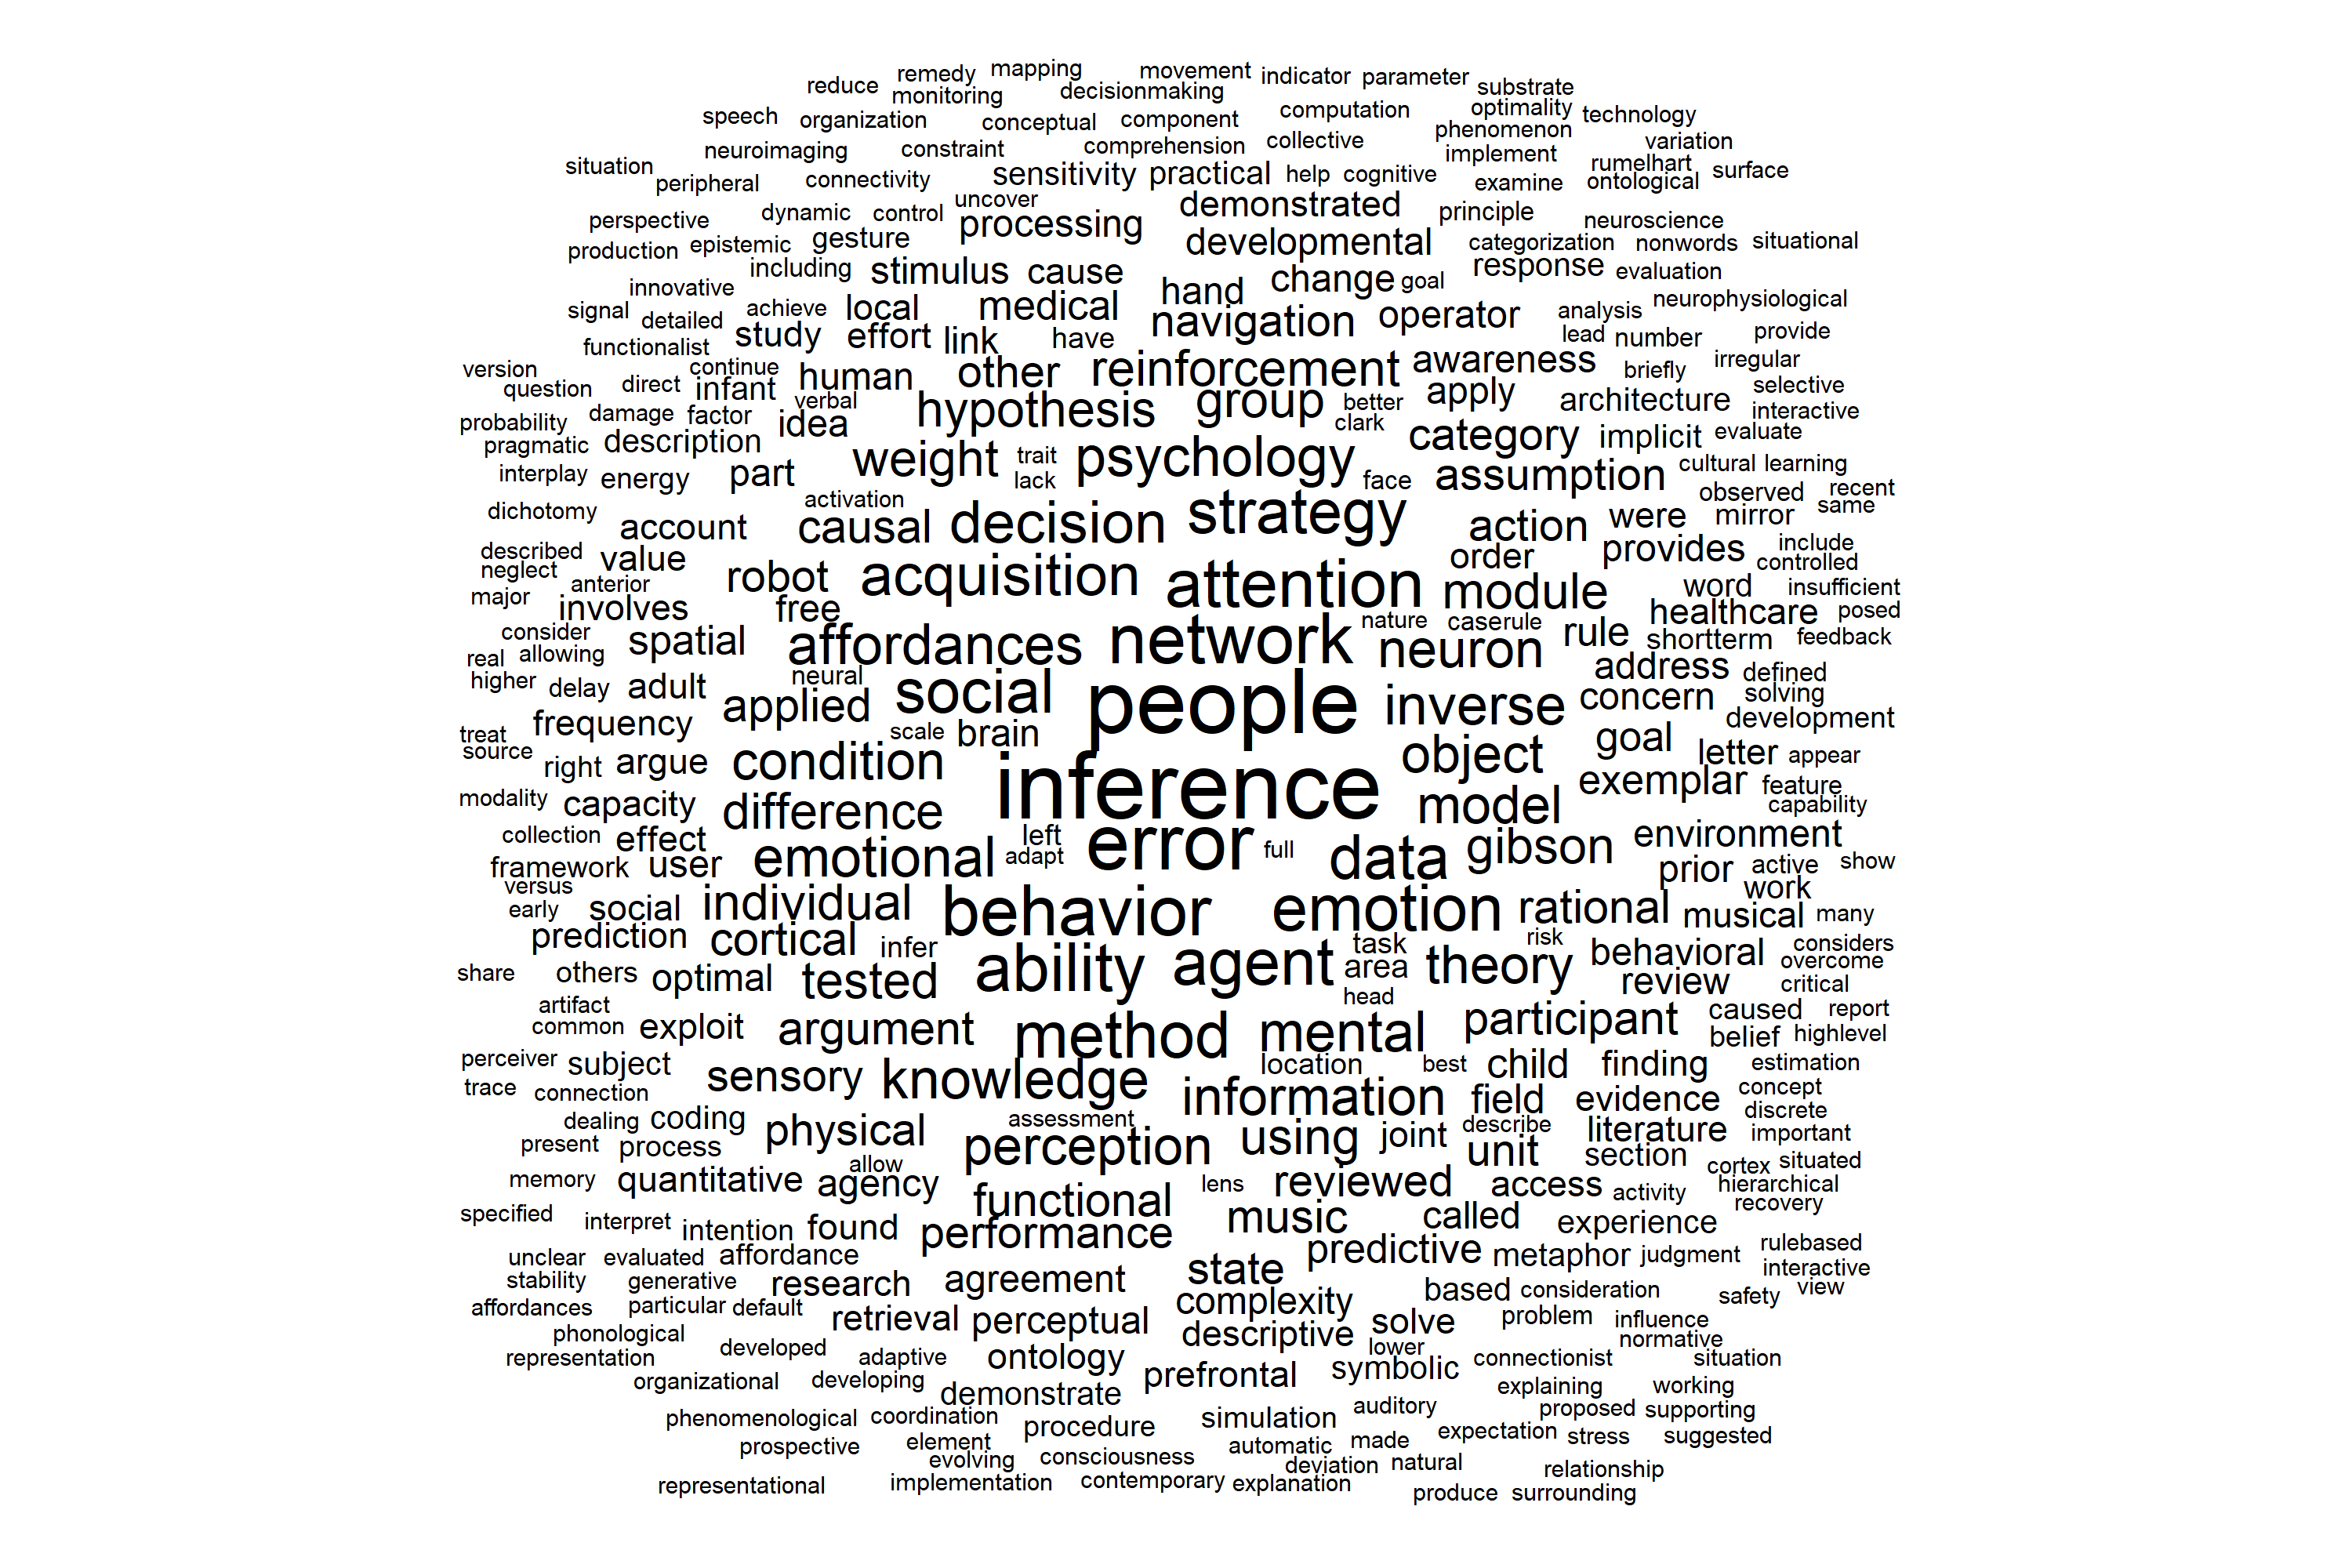 remedy mapping movement indicator parameter
reduce monitoring decisionmaking substrate
speech organization conceptual component computation optimality technology
neuroimaging constraint comprehension collective phenomenon variation
situation peripheral connectivity sensitivity practical help cognitive implement rumelhart surface
examine ontological
perspective dynamic control uncover demonstrated principle neuroscience
production epistemic gesture processing developmental categorization nonwords situational
including stimulus cause change goal response evaluation
innovative medical hand neurophysiological
signal detailed achieve local navigation operator analysis
functionalist study effort link have lead number provide
version continue human other reinforcement awareness briefly irregular
question direct infant verbal apply architecture selective
probability damage factor idea hypothesis group better clark interactive
pragmatic description category implicit evaluate
interplay energy part weight trait psychology face assumption cultural learning
lack
dichotomy activation observed recent
account causal decision strategy action were mirror same
described value order provides include
neglect anterior robot acquisition attention module word controlled
major involves free insufficient
consider spatial affordances network nature caserule neuron rule healthcare posed
real allowing shortterm feedback
higher delay adult neural address defined
applied social people inverse concern solving
treat frequency scale brain development
source right argue condition object goal letter appear
modality capacity difference inference model exemplar feature
capability
collection effect left error full data gibson environment
framework user emotional adapt prior active show
versus early social individual behavior emotion rational work
prediction cortical infer task risk musical many
share others optimal tested ability agent area theory behavioral considers
head review overcome
artifact critical
common exploit argument method mental participant caused report
belief highlevel
perceiver subject location best child finding estimation
trace connection sensory knowledge information field evidence concept
dealing coding physical assessment using joint describe literature discrete
present process perception unit section important
memory quantitative allow agency lens reviewed access activity cortex situated
hierarchical
specified interpret intention found functional music called experience recovery
unclear evaluated affordance performance predictive metaphor judgment rulebased
stability generative research agreement state based consideration interactive
affordances particular default complexity safety view
phonological retrieval perceptual descriptive solve problem influence
representation developed adaptive ontology lower connectionist normative
situation
organizational developing demonstrate prefrontal symbolic explaining working
phenomenological coordination procedure simulation auditory proposed supporting
prospective element automatic made expectation stress suggested
evolving consciousness deviation natural relationship
representational implementation contemporary explanation produce surrounding